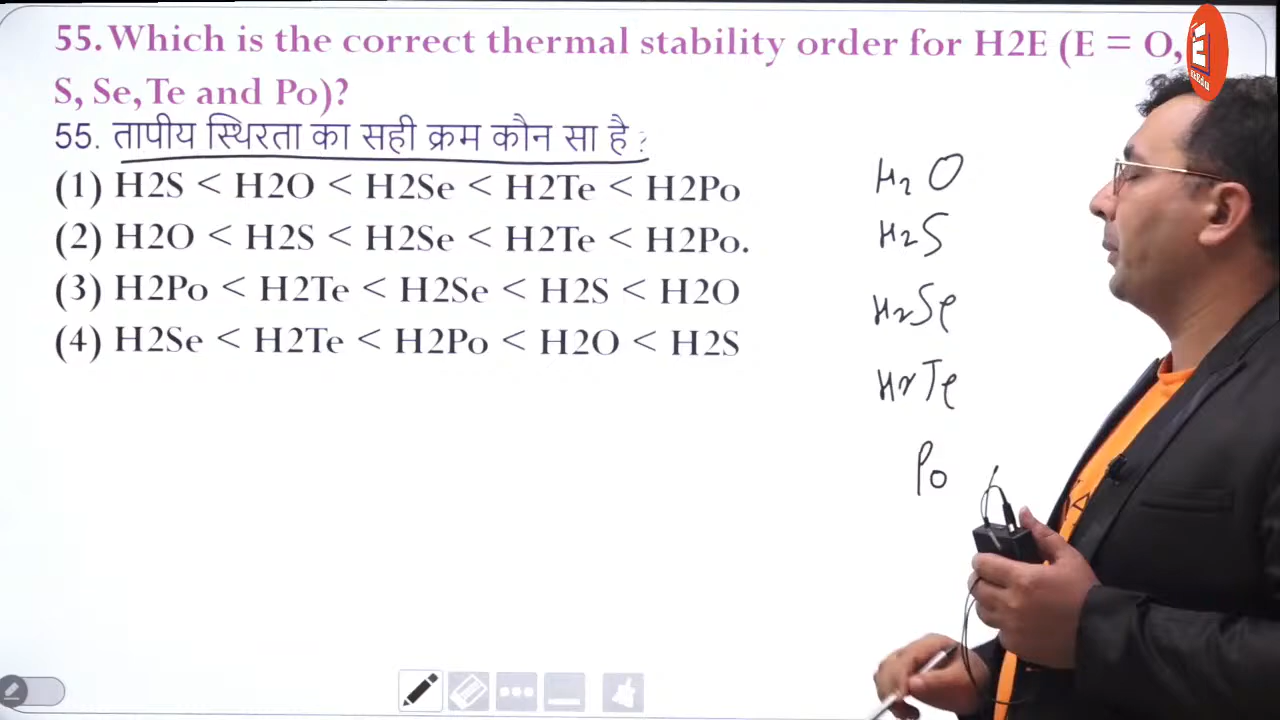 55. Which is the correct thermal stability order for H2E (E = O,
S, Se, Te and Po)?
55. तापीय स्थिरता का सही क्रम कौन सा है ?
(1) H2S < H2O < H2Se < H2Te < H2Po
(2) H2O < H2S < H2Se < H2Te < H2Po.
(3) H2Po < H2Te < H2Se < H2S < H2O
(4) H2Se < H2Te < H2Po < H2O < H2S
H2O
H2S
H2Se
H2Te
Po